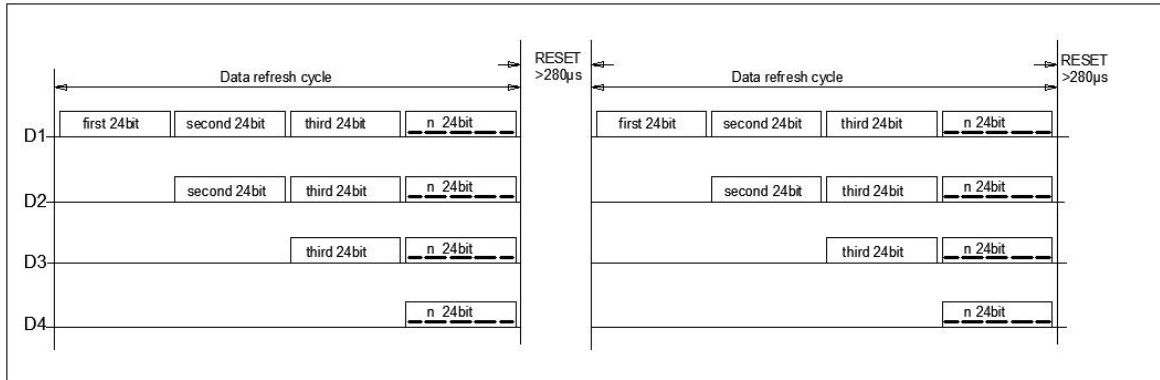 RESET
>280µs
RESET
>280µs
Data refresh cycle
Data refresh cycle
D1 first 24bit second 24bit third 24bit n 24bit first 24bit second 24bit third 24bit n 24bit
D2 second 24bit third 24bit n 24bit second 24bit third 24bit n 24bit
D3 third 24bit n 24bit third 24bit n 24bit
D4 n 24bit n 24bit